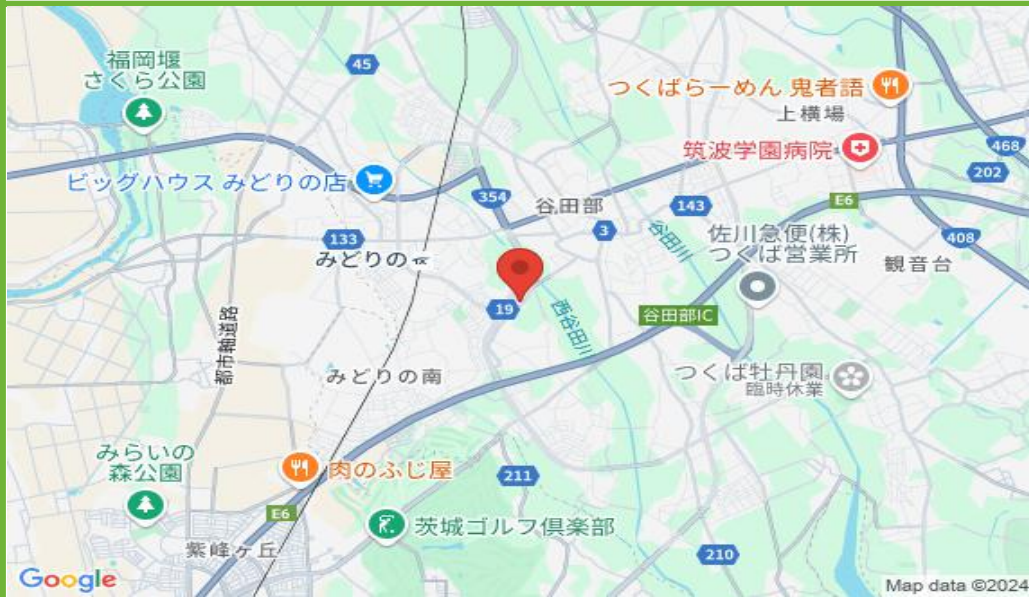 福岡堰
さくら公園
45
つくばらーめん 鬼者語
上横場
筑波学園病院
468
202
ビッグハウス みどりの店
354
谷田部
143
E6
3
133
谷田川
佐川急便(株)
つくば営業所
408
観音台
みどりの
19
西谷田川
谷田部IC
都市軸道路
みどりの南
つくば牡丹園
臨時休業
みらいの
森公園
肉のふじ屋
211
E6
茨城ゴルフ倶楽部
紫峰ヶ丘
210
Google
Map data ©2024